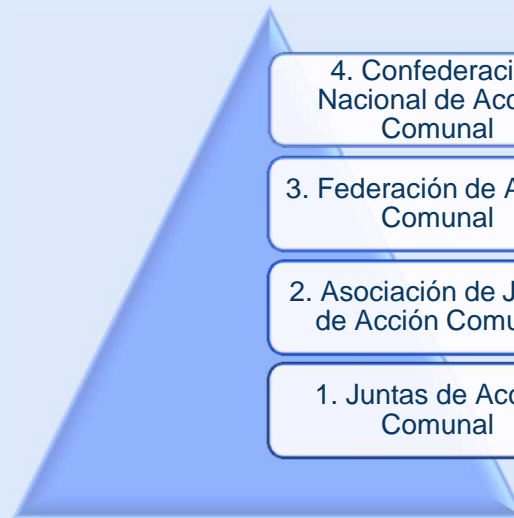 4. Confederaci
Nacional de Acc
Comunal
3. Federación de A
Comunal
2. Asociación de J
de Acción Comu
1. Juntas de Acc
Comunal